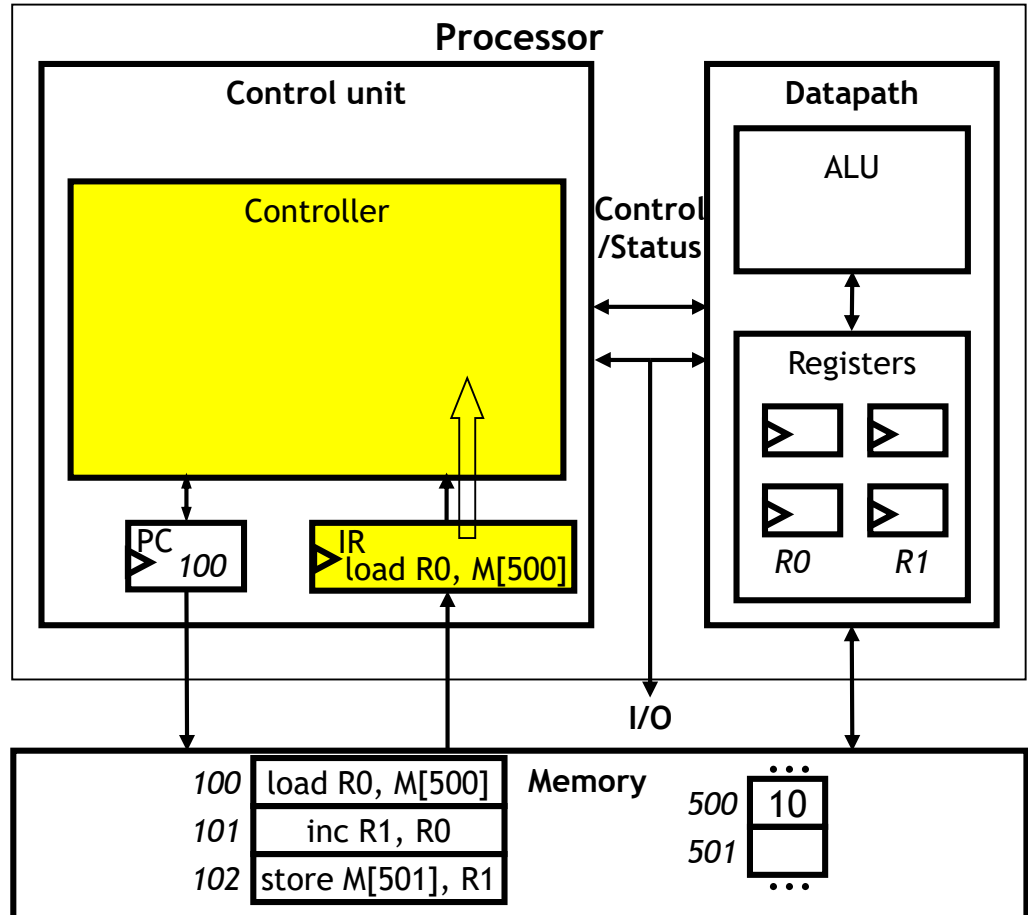 Processor
Control unit
Datapath
ALU
Controller
Control
/Status
Registers
PC
100
IR
load R0, M[500]
R0
R1
I/O
Memory
100 load R0, M[500]
101 inc R1, R0
102 store M[501], R1
...
500 10
501
...